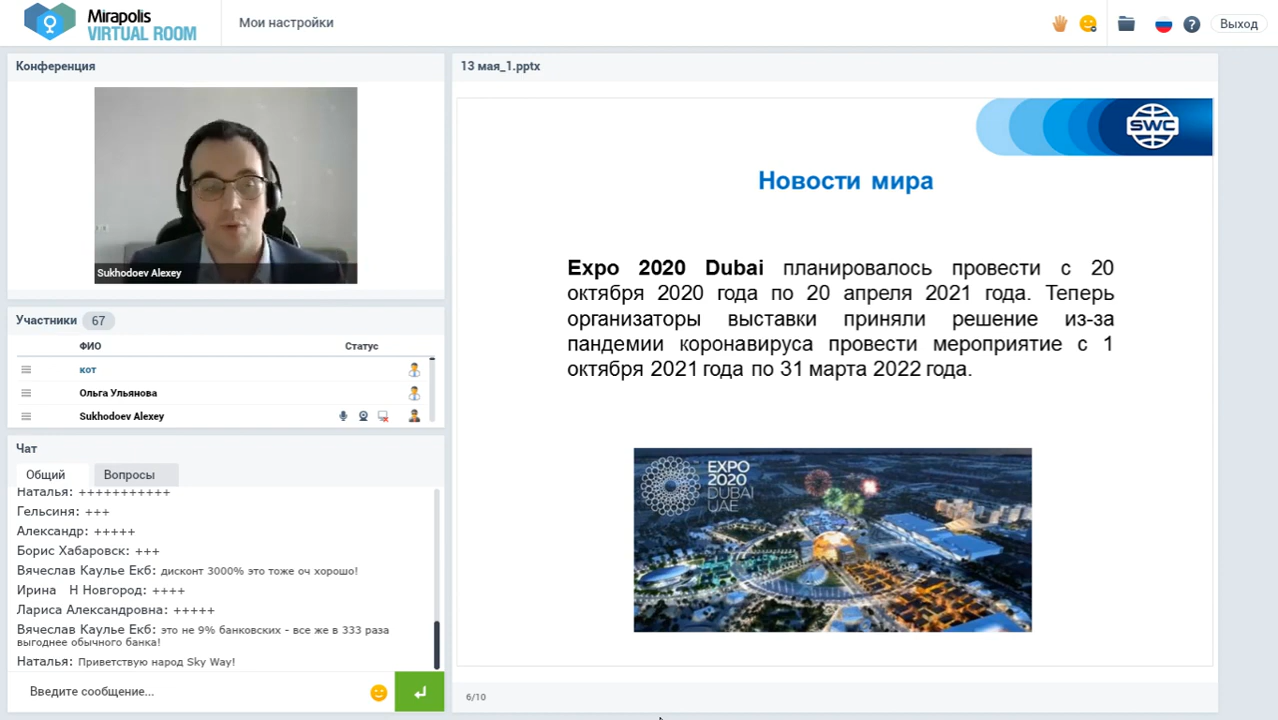 Mirapolis
VIRTUAL ROOM
Мои настройки
?
Выход
Конференция
Sukhodoev Alexey
Участники 67
ФИО Статус
кот
Ольга Ульянова
Sukhodoev Alexey
Чат
Общий Вопросы
Наталья: +++++++++++
Гельсиня: +++
Александр: +++++
Борис Хабаровск: +++
Вячеслав Каулье Екб: дисконт 3000% это тоже оч хорошо!
Ирина Н Новгород: ++++
Лариса Александровна: +++++
Вячеслав Каулье Екб: это не 9% банковских - все же в 333 раза
выгоднее обычного банка!
Наталья: Приветствую народ Sky Way!
Введите сообщение...
13 мая_1.pptx
SWC
Новости мира
Expo 2020 Dubai планировалось провести с 20
октября 2020 года по 20 апреля 2021 года. Теперь
организаторы выставки приняли решение из-за
пандемии коронавируса провести мероприятие с 1
октября 2021 года по 31 марта 2022 года.
EXPO
2020
DUBAI
UAE
6/10